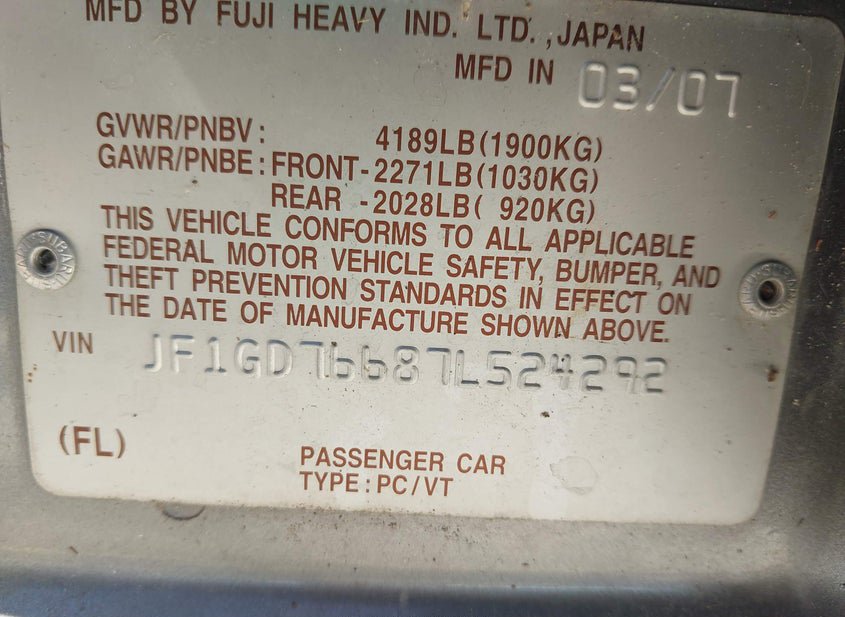 MFD BY FUJI HEAVY IND. LTD., JAPAN
MFD IN 03/07
GVWR/PNBV: 4189LB(1900KG)
GAWR/PNBE: FRONT-2271LB(1030KG)
REAR -2028LB( 920KG)
THIS VEHICLE CONFORMS TO ALL APPLICABLE
FEDERAL MOTOR VEHICLE SAFETY, BUMPER, AND
THEFT PREVENTION STANDARDS IN EFFECT ON
THE DATE OF MANUFACTURE SHOWN ABOVE.
VIN JF1GD76687L524292
(FL)
PASSENGER CAR
TYPE:PC/VT
SUBARU